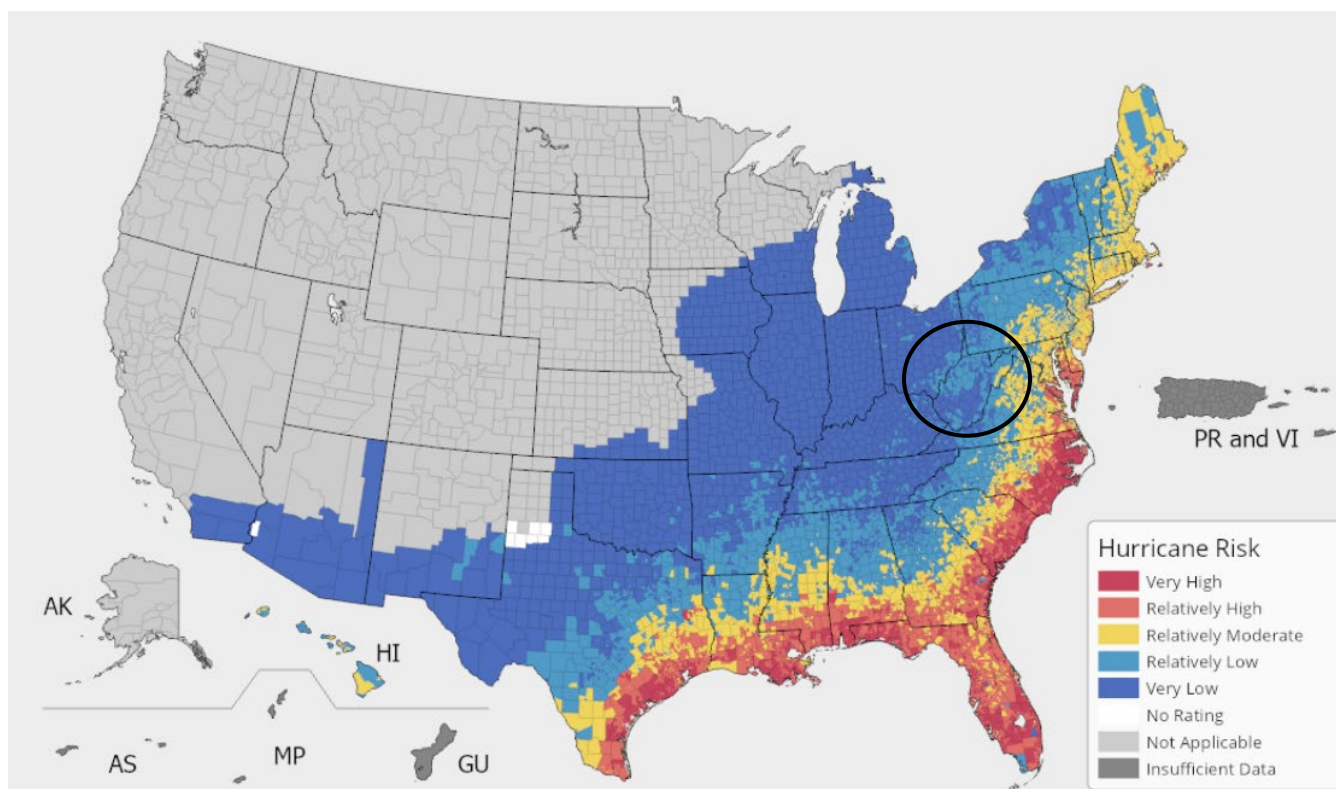 PR and VI
AK
HI
AS
MP
GU
Hurricane Risk
Very High
Relatively High
Relatively Moderate
Relatively Low
Very Low
No Rating
Not Applicable
Insufficient Data